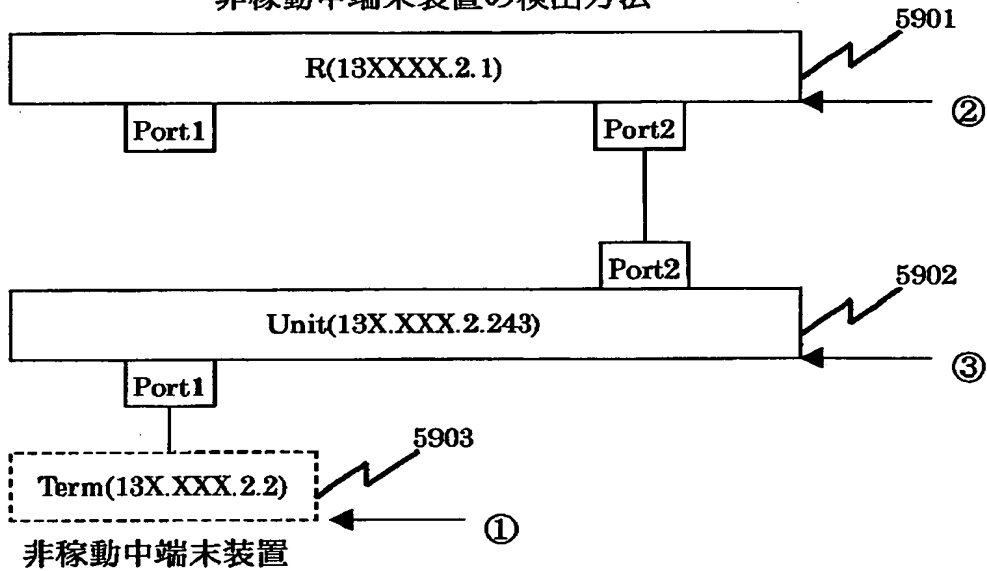 非稼動中端末装置の検出方法
5901
R(13XXXX.2.1)
②
Port1
Port2
Port2
5902
Unit(13X.XXX.2.243)
③
Port1
5903
Term(13X.XXX.2.2)
①
非稼動中端末装置